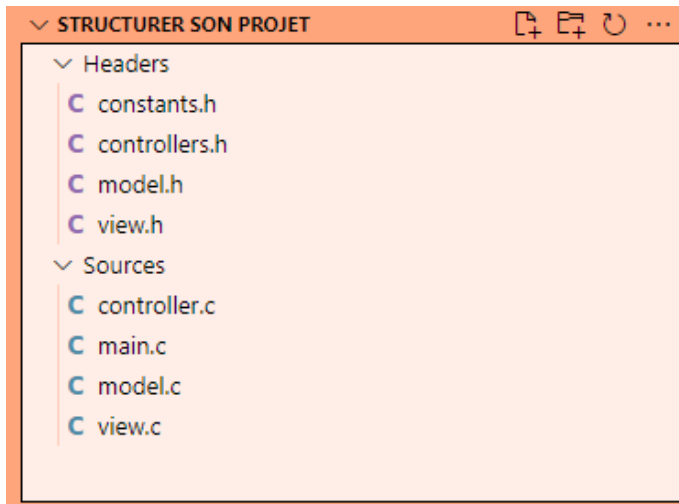 STRUCTURER SON PROJET
Headers
C constants.h
C controllers.h
C model.h
C view.h
Sources
C controller.c
C main.c
C model.c
C view.c